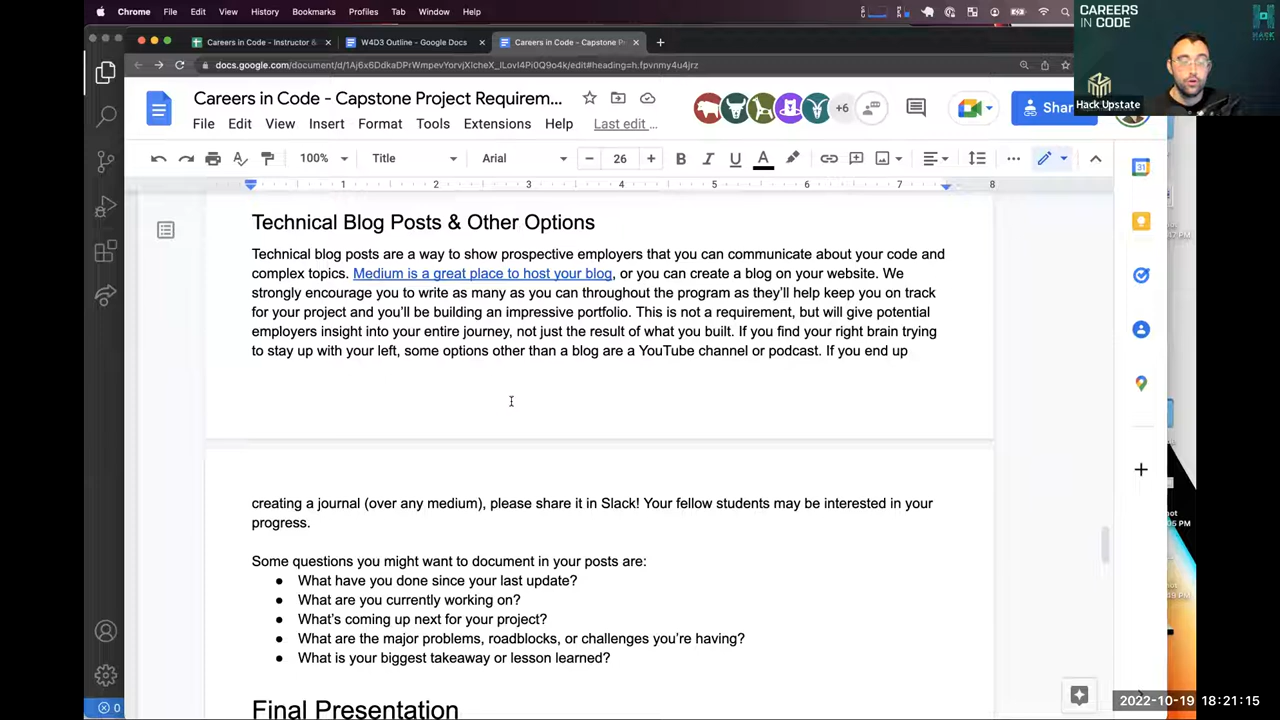 Chrome File Edit View History Bookmarks Profiles Tab Window Help
CAREERS
IN CODE
HACK
Hack Upstate
Careers in Code - Instructor &
W4D3 Outline - Google Docs
Careers in Code - Capstone P
Careers in Code - Capstone Project Requirem...
+6
Shar
File Edit View Insert Format Tools Extensions Help Last edit ...
100% Title Arial 26
1 2 3 4 5 6 7 8
Technical Blog Posts & Other Options
Technical blog posts are a way to show prospective employers that you can communicate about your code and
complex topics. Medium is a great place to host your blog, or you can create a blog on your website. We
strongly encourage you to write as many as you can throughout the program as they'll help keep you on track
for your project and you'll be building an impressive portfolio. This is not a requirement, but will give potential
employers insight into your entire journey, not just the result of what you built. If you find your right brain trying
to stay up with your left, some options other than a blog are a YouTube channel or podcast. If you end up
creating a journal (over any medium), please share it in Slack! Your fellow students may be interested in your
progress.
Some questions you might want to document in your posts are:
● What have you done since your last update?
● What are you currently working on?
● What's coming up next for your project?
● What are the major problems, roadblocks, or challenges you're having?
● What is your biggest takeaway or lesson learned?
Final Presentation
0
31
2022-10-19 18:21:15